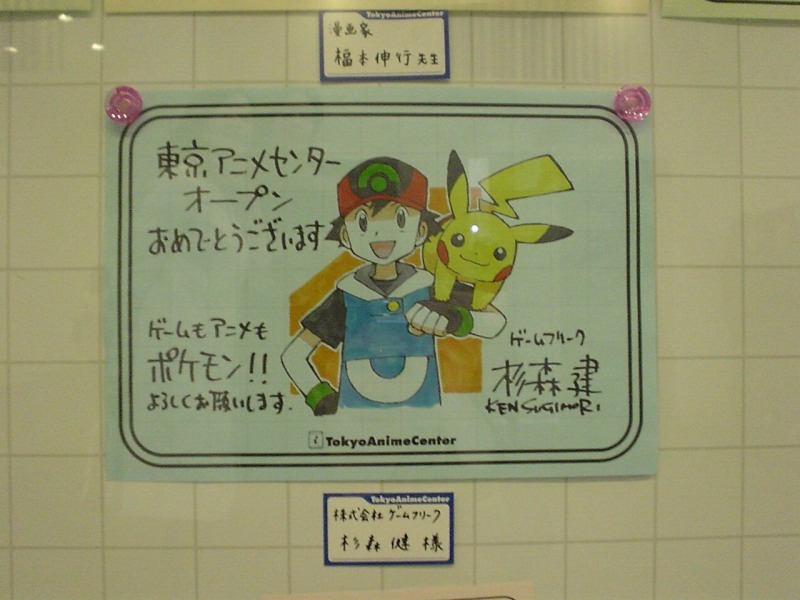 TokyoAnimeCenter
漫画家
福本伸行先生
東京アニメセンター
オープン
おめでとうございます
ゲームもアニメも
ポケモン!!
よろしくお願いします.
ゲームフリーク
杉森 建
KEN SUGIMORI
i TokyoAnimeCenter
TokyoAnimeCenter
株式会社 ゲームフリーク
杉森 健 様